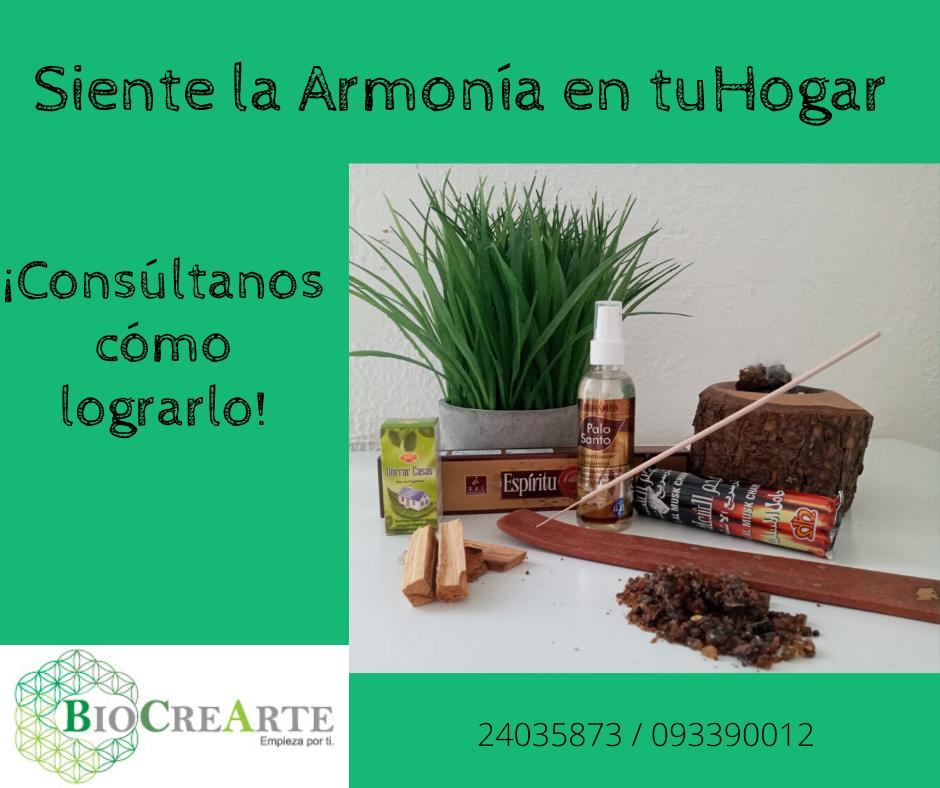 Siente la Armonía en tuHogar
¡Consúltanos
cómo
lograrlo!
Borrar Casas
Espíritu
Palo
Santo
BIOCREARTE
Empieza por ti.
24035873 / 093390012